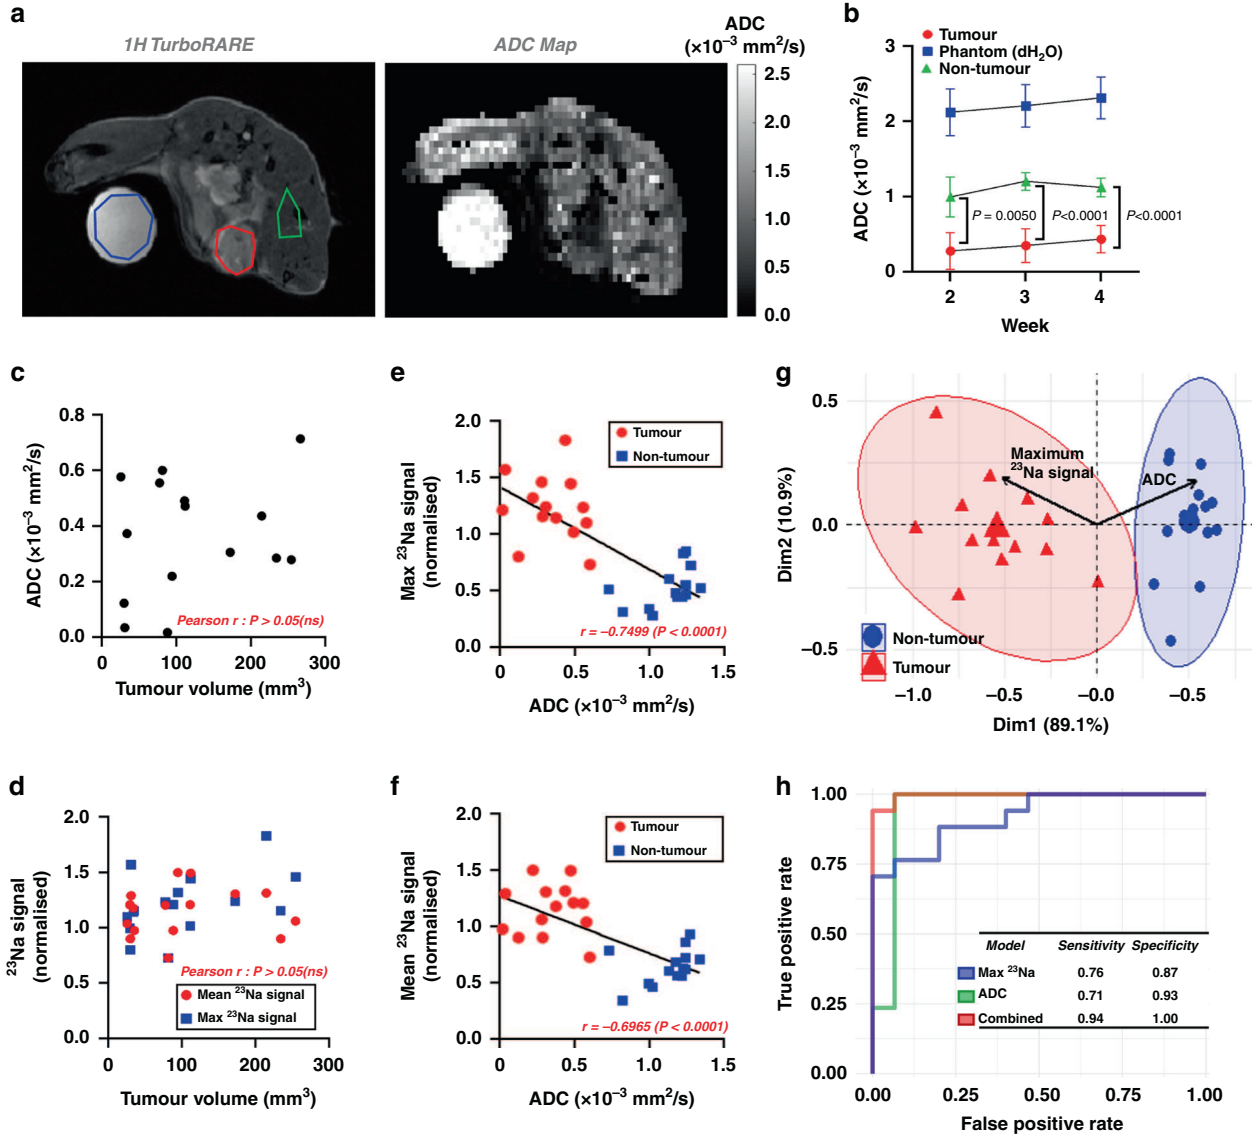 a
1H TurboRARE
ADC Map
ADC
(×10⁻³ mm²/s)
2.5
2.0
1.5
1.0
0.5
0.0
b
Tumour
Phantom (dH₂O)
Non-tumour
ADC (×10⁻³ mm²/s)
3
2
1
0
P = 0.0050
P<0.0001
P<0.0001
2 3 4
Week
c
ADC (×10⁻³ mm²/s)
0.8
0.6
0.4
0.2
0.0
Pearson r : P > 0.05(ns)
0 100 200 300
Tumour volume (mm³)
e
Max ²³Na signal
(normalised)
2.0
1.5
1.0
0.5
0.0
Tumour
Non-tumour
r = –0.7499 (P < 0.0001)
0 0.5 1.0 1.5
ADC (×10⁻³ mm²/s)
g
Dim2 (10.9%)
0.5
0.0
–0.5
Maximum
²³Na signal
ADC
Non-tumour
Tumour
–1.0 –0.5 –0.0 –0.5
Dim1 (89.1%)
d
²³Na signal
(normalised)
2.0
1.5
1.0
0.5
0.0
Pearson r : P > 0.05(ns)
Mean ²³Na signal
Max ²³Na signal
0 100 200 300
Tumour volume (mm³)
f
Mean ²³Na signal
(normalised)
2.0
1.5
1.0
0.5
0.0
Tumour
Non-tumour
r = –0.6965 (P < 0.0001)
0 0.5 1.0 1.5
ADC (×10⁻³ mm²/s)
h
True positive rate
1.00
0.75
0.50
0.25
0.00
Model Sensitivity Specificity
Max ²³Na 0.76 0.87
ADC 0.71 0.93
Combined 0.94 1.00
0.00 0.25 0.50 0.75 1.00
False positive rate